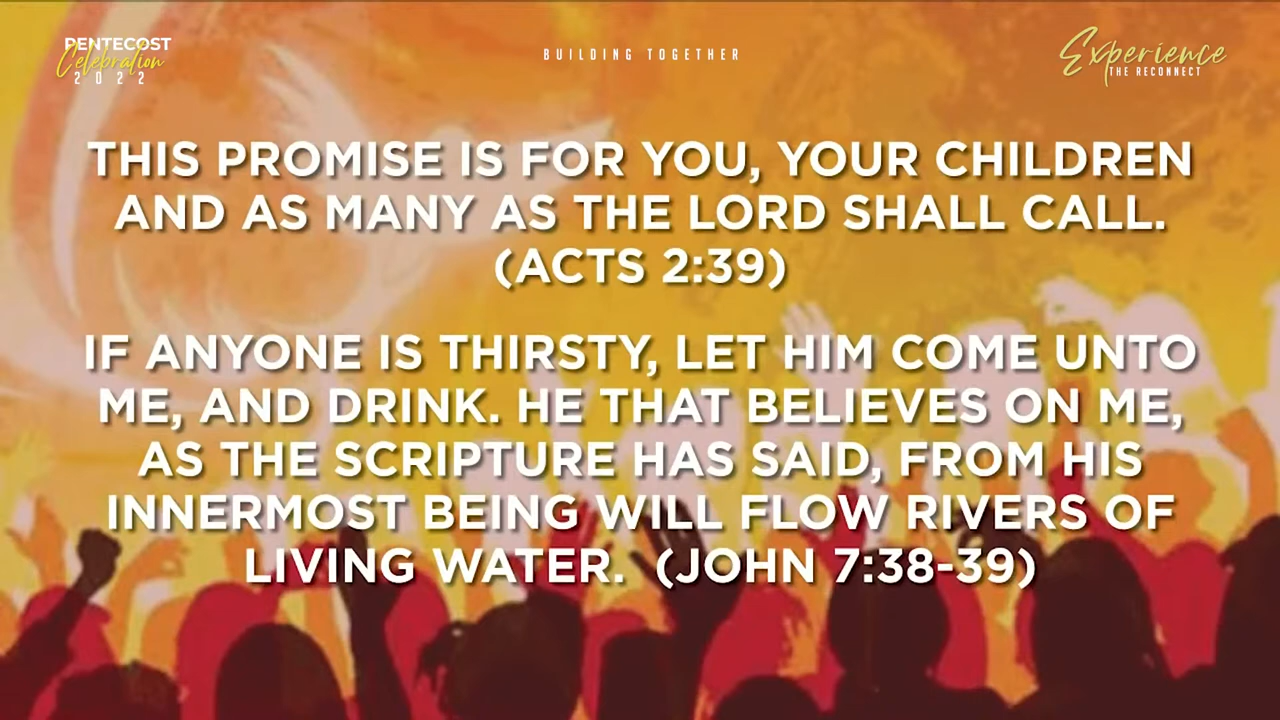 PENTECOST
Celebration
2022
BUILDING TOGETHER
Experience
THE RECONNECT
THIS PROMISE IS FOR YOU, YOUR CHILDREN
AND AS MANY AS THE LORD SHALL CALL.
(ACTS 2:39)
IF ANYONE IS THIRSTY, LET HIM COME UNTO
ME, AND DRINK. HE THAT BELIEVES ON ME,
AS THE SCRIPTURE HAS SAID, FROM HIS
INNERMOST BEING WILL FLOW RIVERS OF
LIVING WATER. (JOHN 7:38-39)